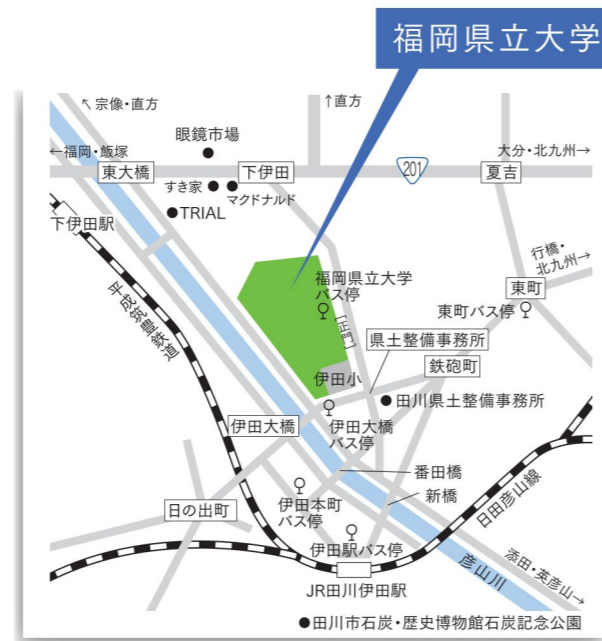 福岡県立大学
↖宗像・直方
↑直方
眼鏡市場
←福岡・飯塚
大分・北九州→
東大橋
下伊田
201
夏吉
すき家
マクドナルド
TRIAL
下伊田駅
行橋・
北九州→
福岡県立大学
バス停
東町
平成筑豊鉄道
[正門]
東町バス停
県土整備事務所
伊田小
鉄砲町
田川県土整備事務所
伊田大橋
伊田大橋
バス停
番田橋
伊田本町
バス停
新橋
日の出町
日田彦山線
伊田駅バス停
彦山川
添田・英彦山→
JR田川伊田駅
田川市石炭・歴史博物館石炭記念公園